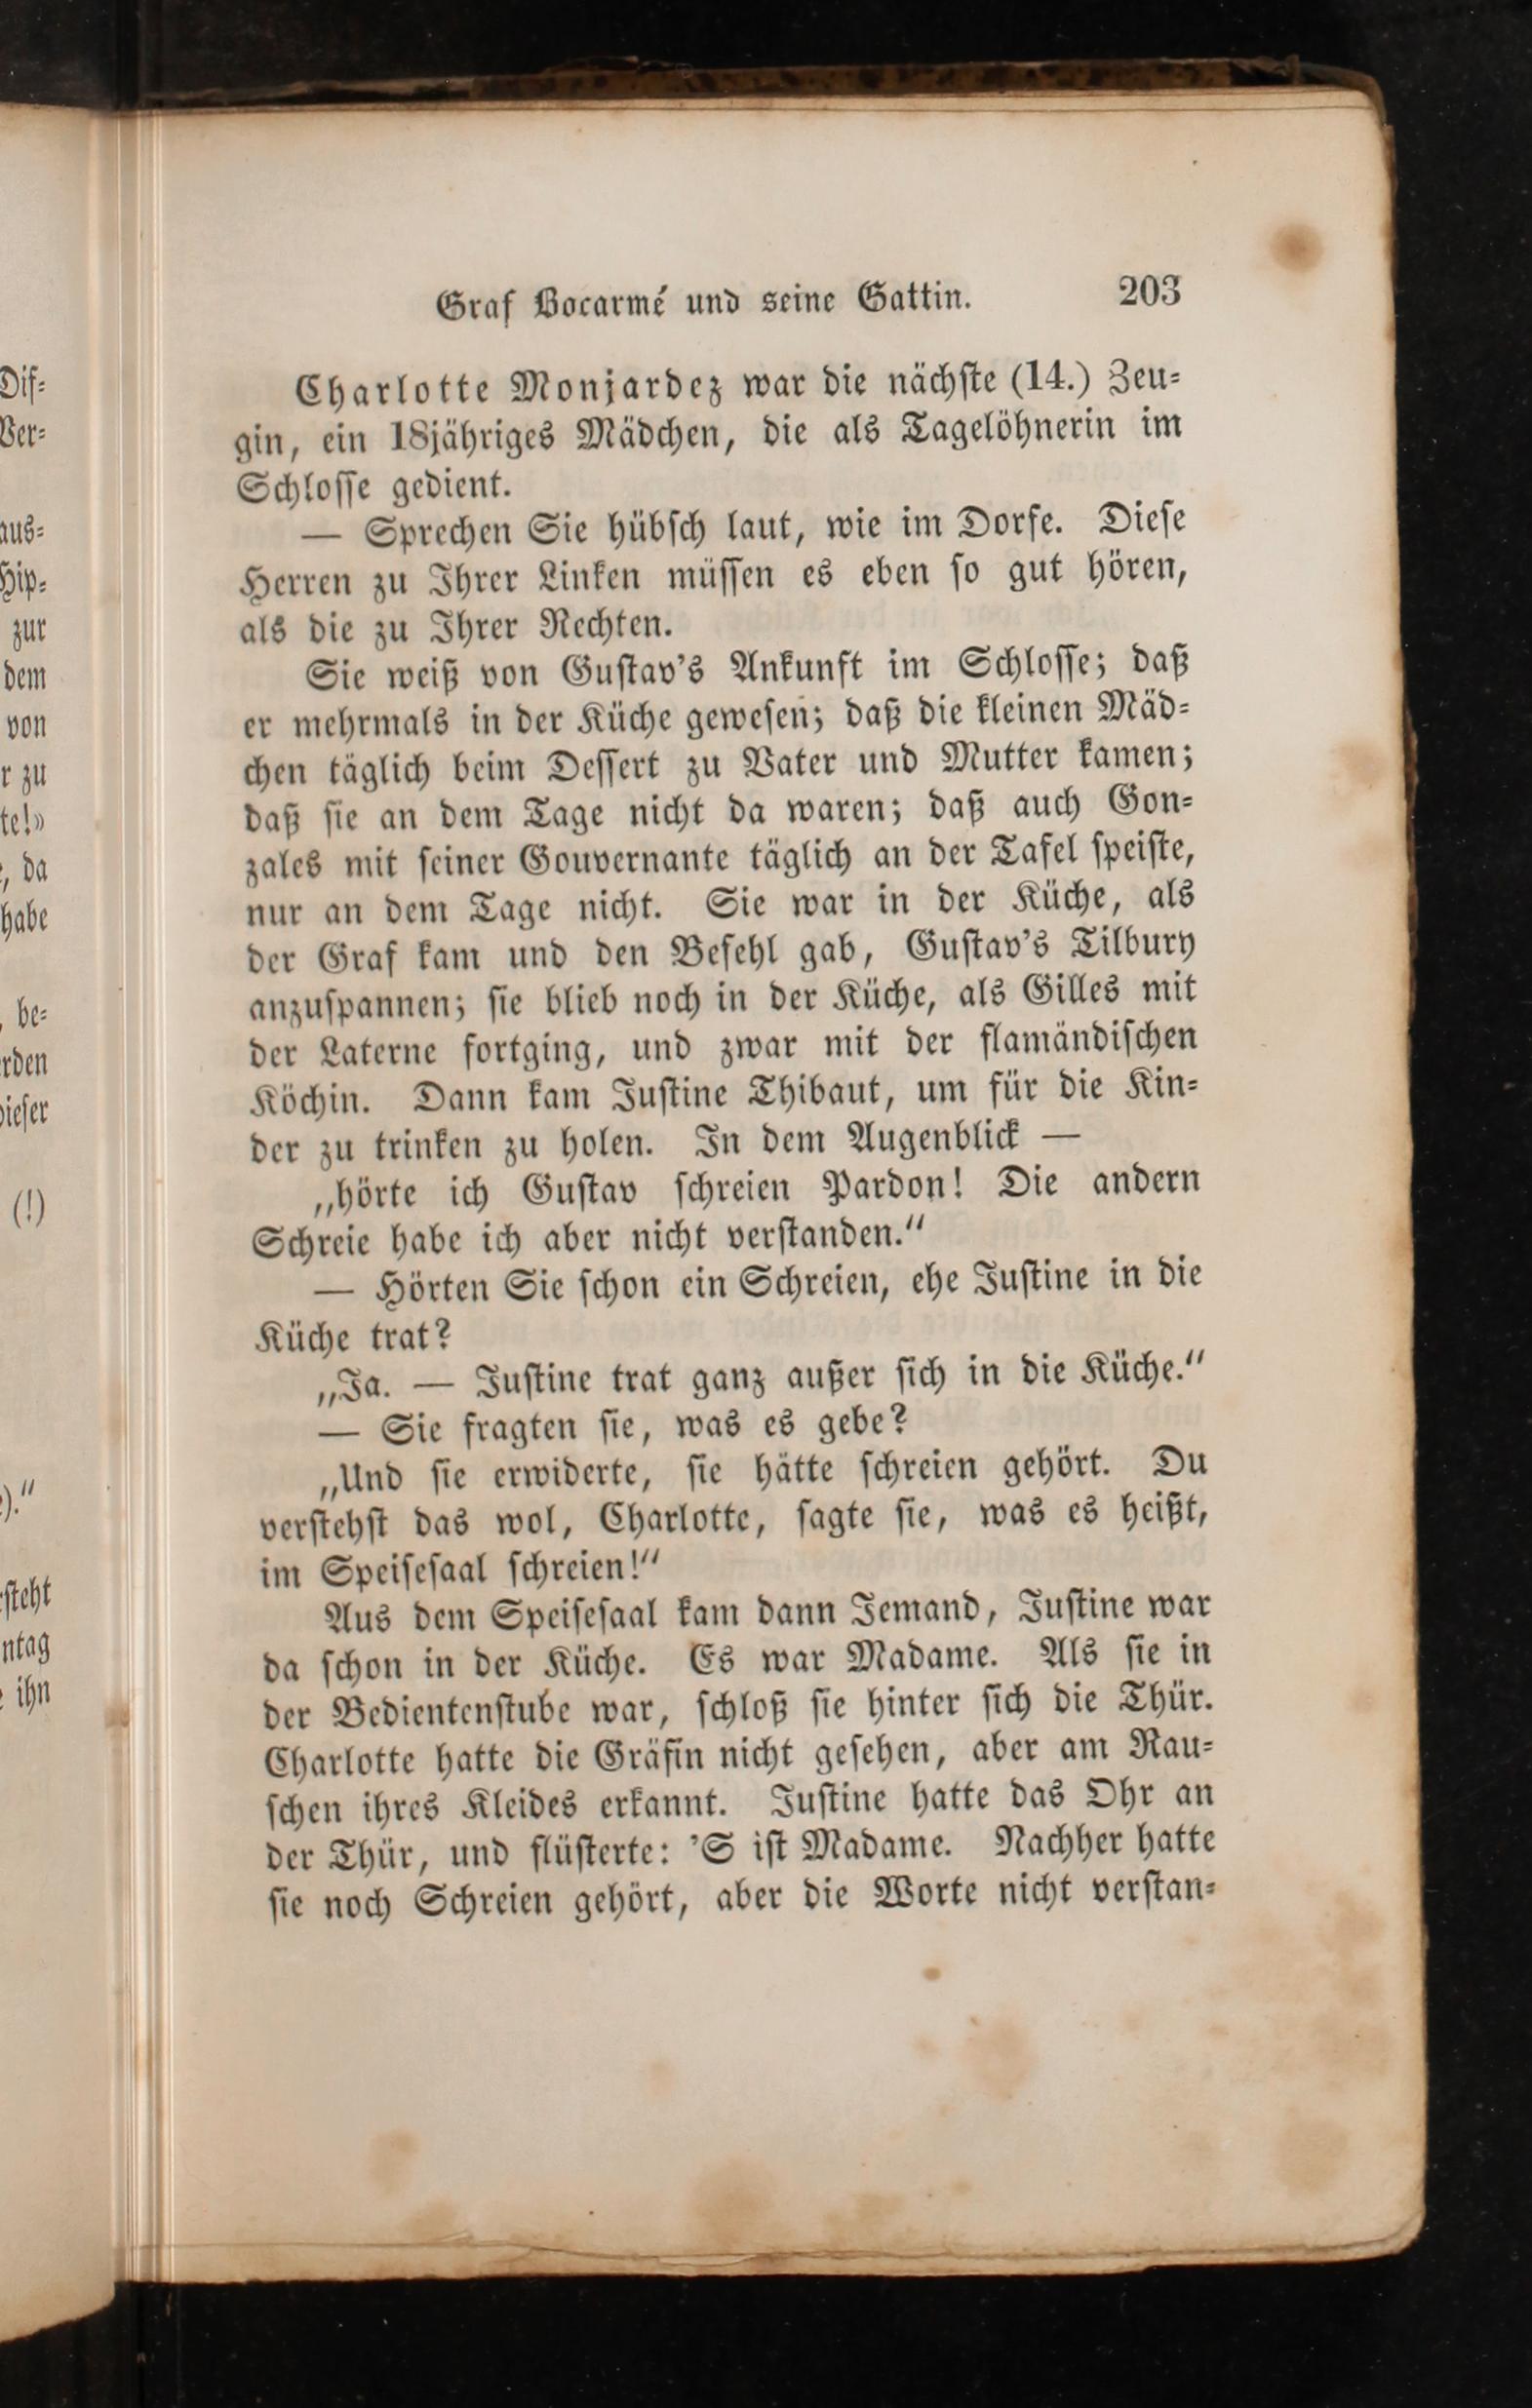 Graf Bocarmé und seine Gattin. 203
Charlotte Monjardez war die nächste (14.) Zeu-
gin, ein 18jähriges Mädchen, die als Tagelöhnerin im
Schlosse gedient.
— Sprechen Sie hübsch laut, wie im Dorfe. Diese
Herren zu Ihrer Linken müssen es eben so gut hören,
als die zu Ihrer Rechten.
Sie weiß von Gustav's Ankunft im Schlosse; daß
er mehrmals in der Küche gewesen; daß die kleinen Mäd-
chen täglich beim Dessert zu Vater und Mutter kamen;
daß sie an dem Tage nicht da waren; daß auch Gon-
zales mit seiner Gouvernante täglich an der Tafel speiste,
nur an dem Tage nicht. Sie war in der Küche, als
der Graf kam und den Befehl gab, Gustav's Tilbury
anzuspannen; sie blieb noch in der Küche, als Gilles mit
der Laterne fortging, und zwar mit der flamändischen
Köchin. Dann kam Justine Thibaut, um für die Kin-
der zu trinken zu holen. In dem Augenblick —
„hörte ich Gustav schreien Pardon! Die andern
Schreie habe ich aber nicht verstanden.“
— Hörten Sie schon ein Schreien, ehe Justine in die
Küche trat?
„Ja. — Justine trat ganz außer sich in die Küche.“
— Sie fragten sie, was es gebe?
„Und sie erwiderte, sie hätte schreien gehört. Du
verstehst das wol, Charlotte, sagte sie, was es heißt,
im Speisesaal schreien!“
Aus dem Speisesaal kam dann Jemand, Justine war
da schon in der Küche. Es war Madame. Als sie in
der Bedientenstube war, schloß sie hinter sich die Thür.
Charlotte hatte die Gräfin nicht gesehen, aber am Rau-
schen ihres Kleides erkannt. Justine hatte das Ohr an
der Thür, und flüsterte: 'S ist Madame. Nachher hatte
sie noch Schreien gehört, aber die Worte nicht verstan-